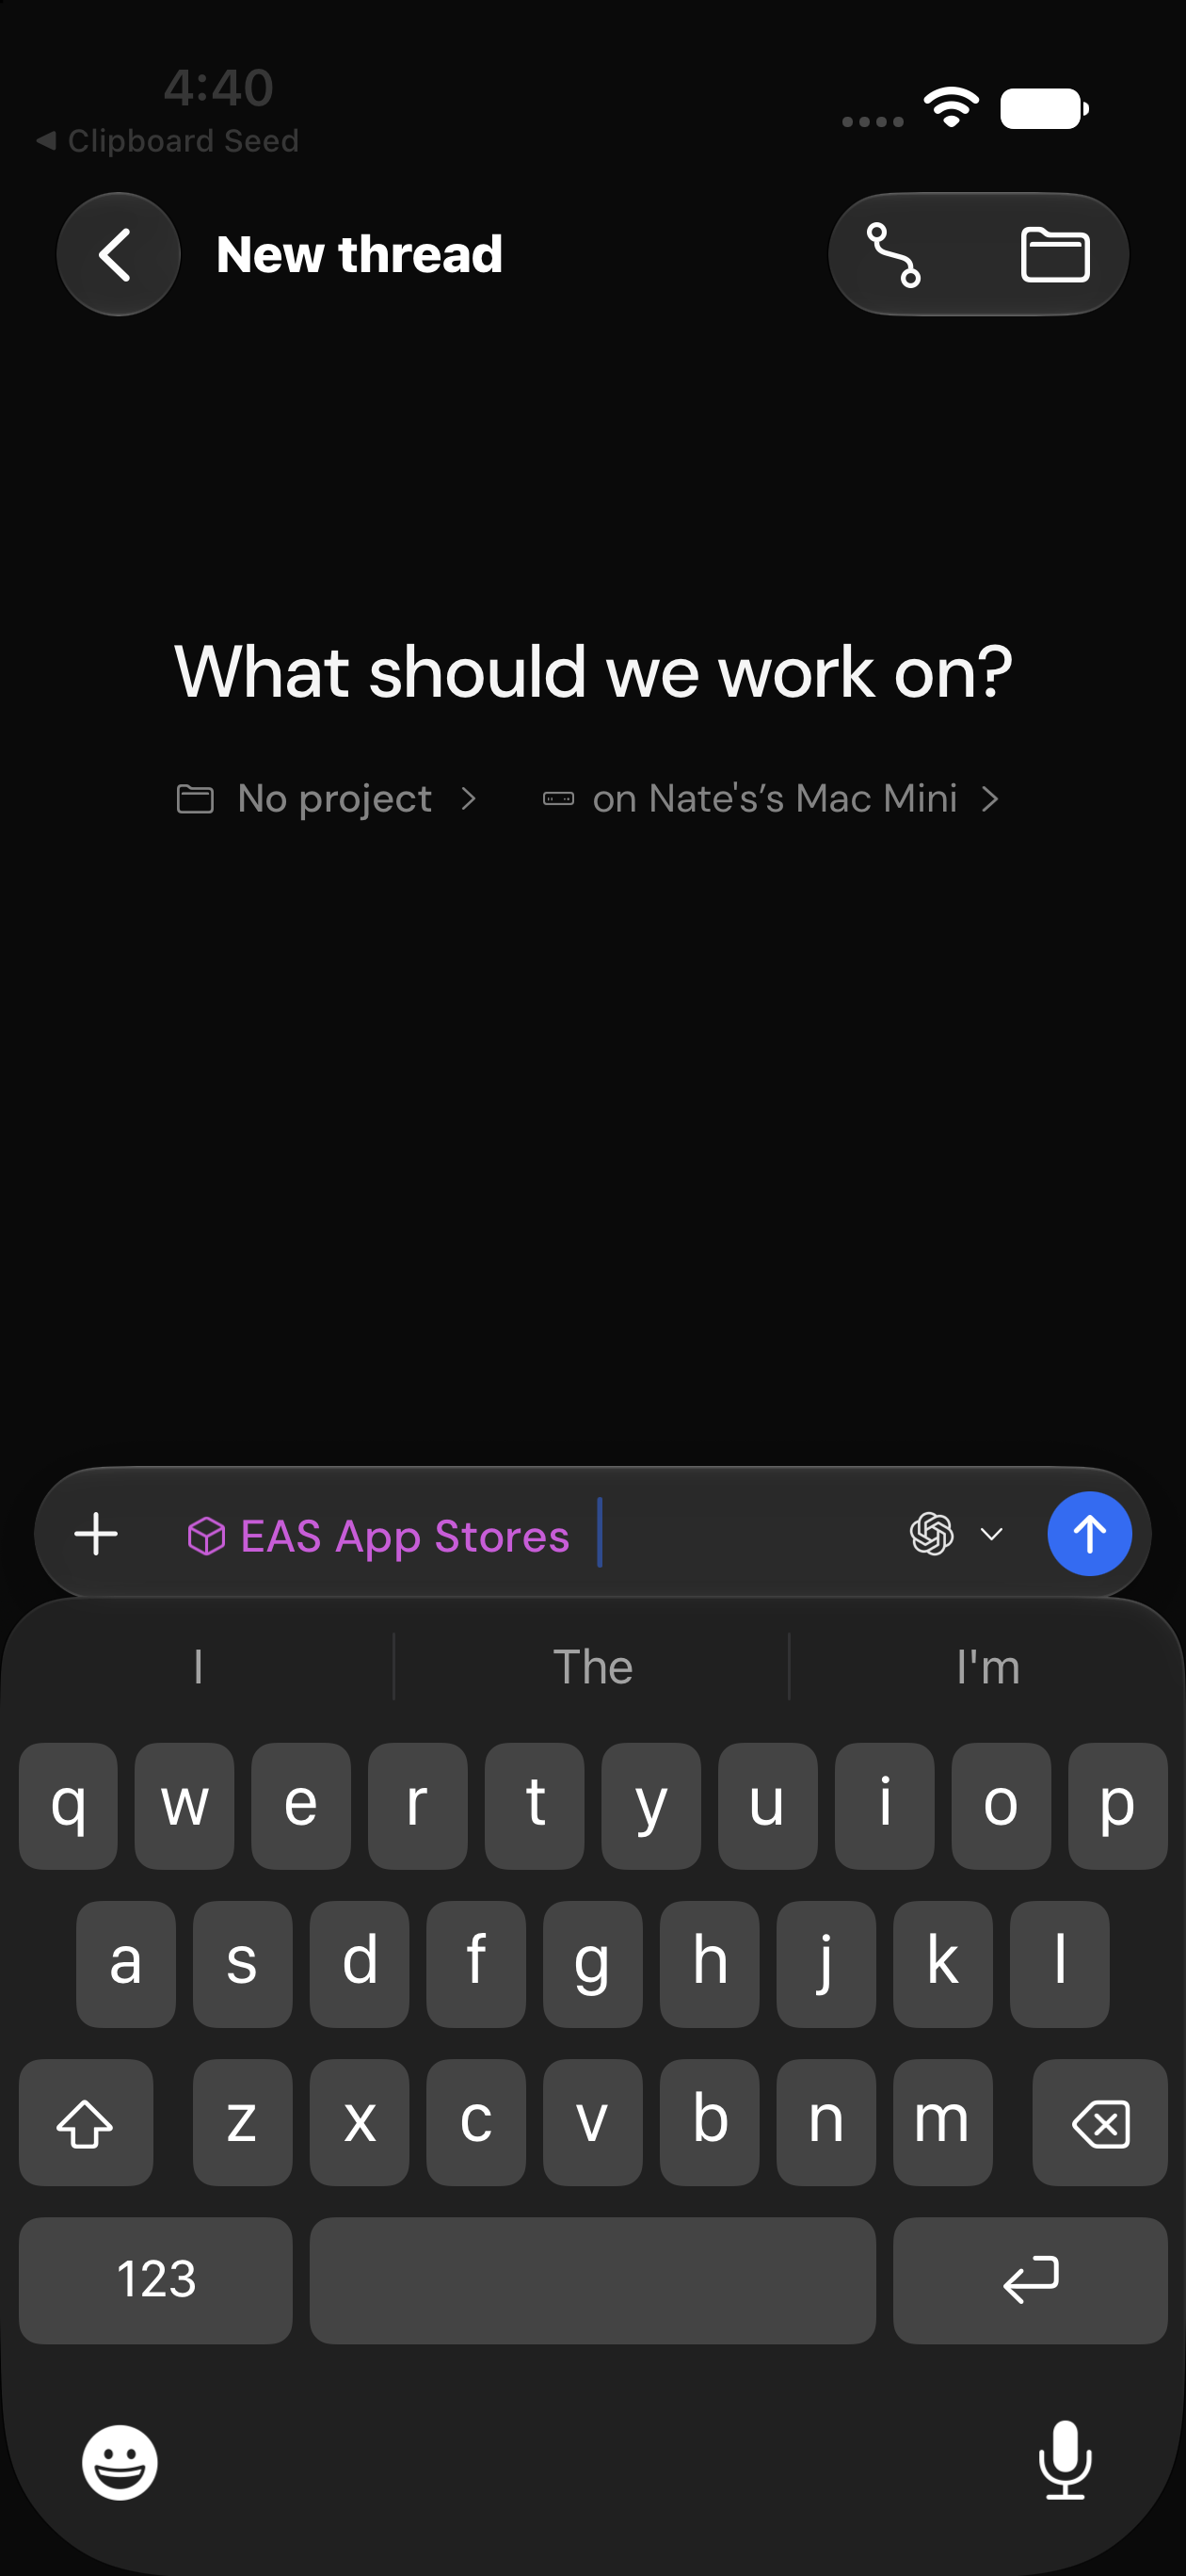 4:40
Clipboard Seed
New thread
What should we work on?
No project
on Nate's’s Mac Mini
EAS App Stores
I
The
I'm
q w e r t y u i o p
a s d f g h j k l
z x c v b n m
123